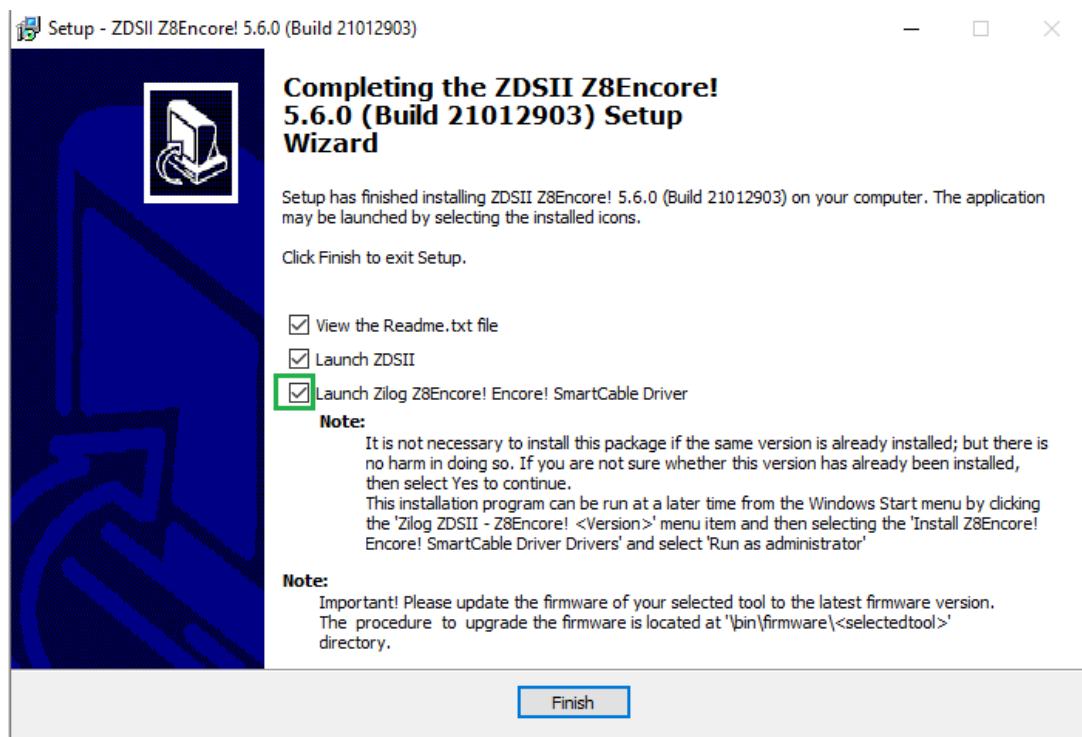 Setup - ZDSII Z8Encore! 5.6.0 (Build 21012903)
Completing the ZDSII Z8Encore!
5.6.0 (Build 21012903) Setup
Wizard
Setup has finished installing ZDSII Z8Encore! 5.6.0 (Build 21012903) on your computer. The application
may be launched by selecting the installed icons.
Click Finish to exit Setup.
View the Readme.txt file
Launch ZDSII
Launch Zilog Z8Encore! Encore! SmartCable Driver
Note:
It is not necessary to install this package if the same version is already installed; but there is
no harm in doing so. If you are not sure whether this version has already been installed,
then select Yes to continue.
This installation program can be run at a later time from the Windows Start menu by clicking
the 'Zilog ZDSII - Z8Encore! <Version>' menu item and then selecting the 'Install Z8Encore!
Encore! SmartCable Driver Drivers' and select 'Run as administrator'
Note:
Important! Please update the firmware of your selected tool to the latest firmware version.
The procedure to upgrade the firmware is located at '\bin\firmware\<selectedtool>'
directory.
Finish